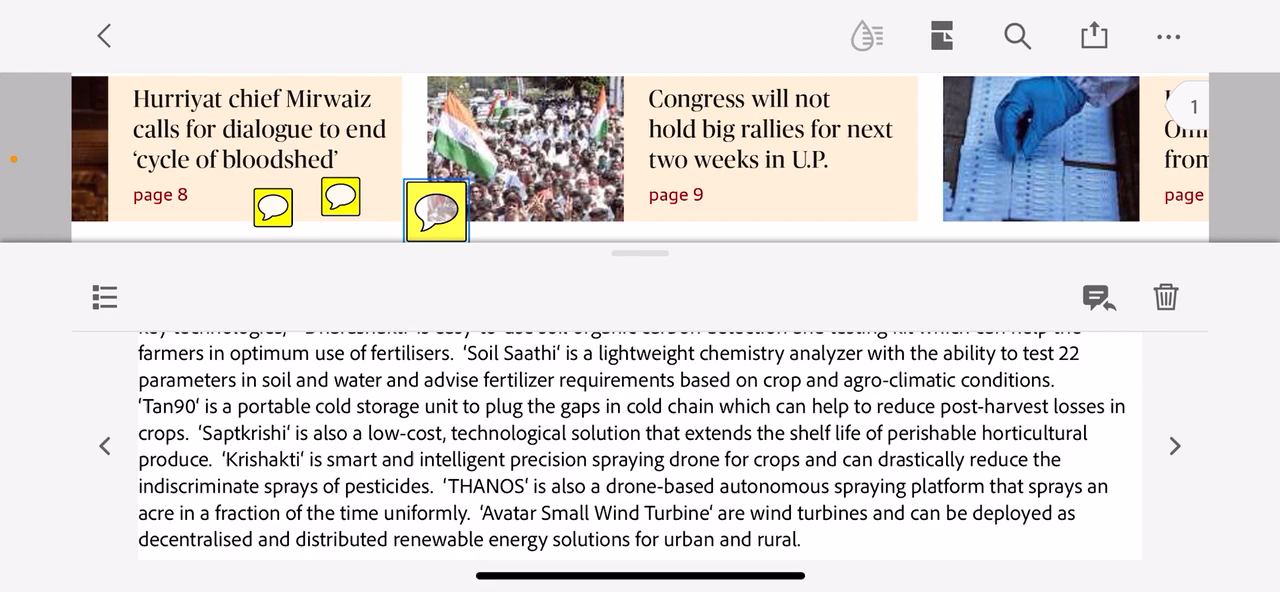 Hurriyat chief Mirwaiz
calls for dialogue to end
‘cycle of bloodshed’
page 8
Congress will not
hold big rallies for next
two weeks in U.P.
page 9
1
from
page
farmers in optimum use of fertilisers. ‘Soil Saathi‘ is a lightweight chemistry analyzer with the ability to test 22
parameters in soil and water and advise fertilizer requirements based on crop and agro-climatic conditions.
‘Tan90‘ is a portable cold storage unit to plug the gaps in cold chain which can help to reduce post-harvest losses in
crops. ‘Saptkrishi‘ is also a low-cost, technological solution that extends the shelf life of perishable horticultural
produce. ‘Krishakti‘ is smart and intelligent precision spraying drone for crops and can drastically reduce the
indiscriminate sprays of pesticides. ‘THANOS‘ is also a drone-based autonomous spraying platform that sprays an
acre in a fraction of the time uniformly. ‘Avatar Small Wind Turbine‘ are wind turbines and can be deployed as
decentralised and distributed renewable energy solutions for urban and rural.